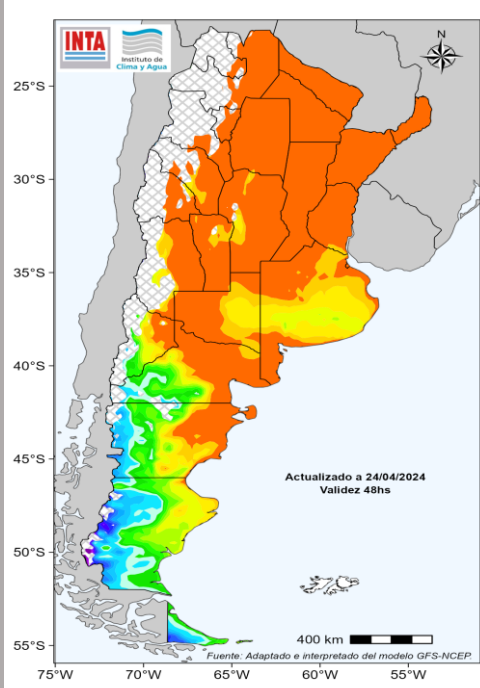 INTA
Instituto de
Clima y Agua
N
25°S
30°S
35°S
40°S
45°S
50°S
55°S
Actualizado a 24/04/2024
Validez 48hs
400 km
Fuente: Adaptado e interpretado del modelo GFS-NCEP.
75°W
70°W
65°W
60°W
55°W